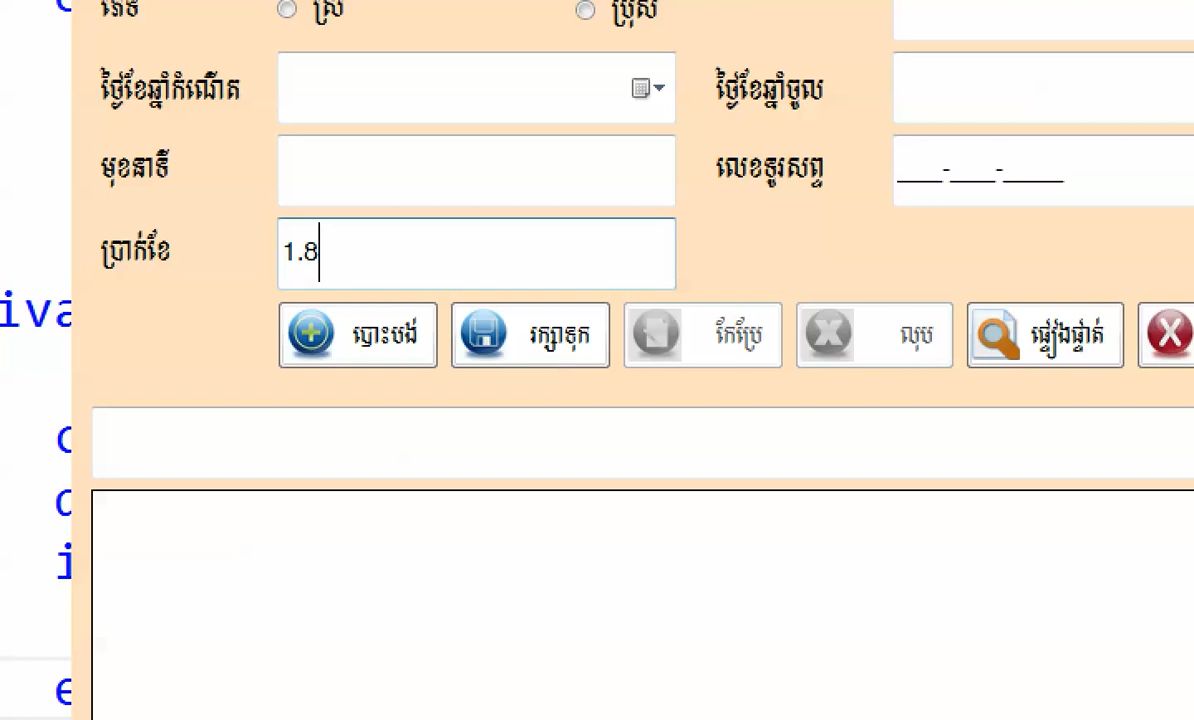 ភេទ ស្រី ប្រុស
ថ្ងៃខែឆ្នាំកំណើត ថ្ងៃខែឆ្នាំចូល
មុខនាទី លេខទូរសព្ទ ___-___-____
ប្រាក់ខែ 1.8
iva
បោះបង់ រក្សាទុក កែប្រែ លុប ផ្ទៀងផ្ទាត់
i
e